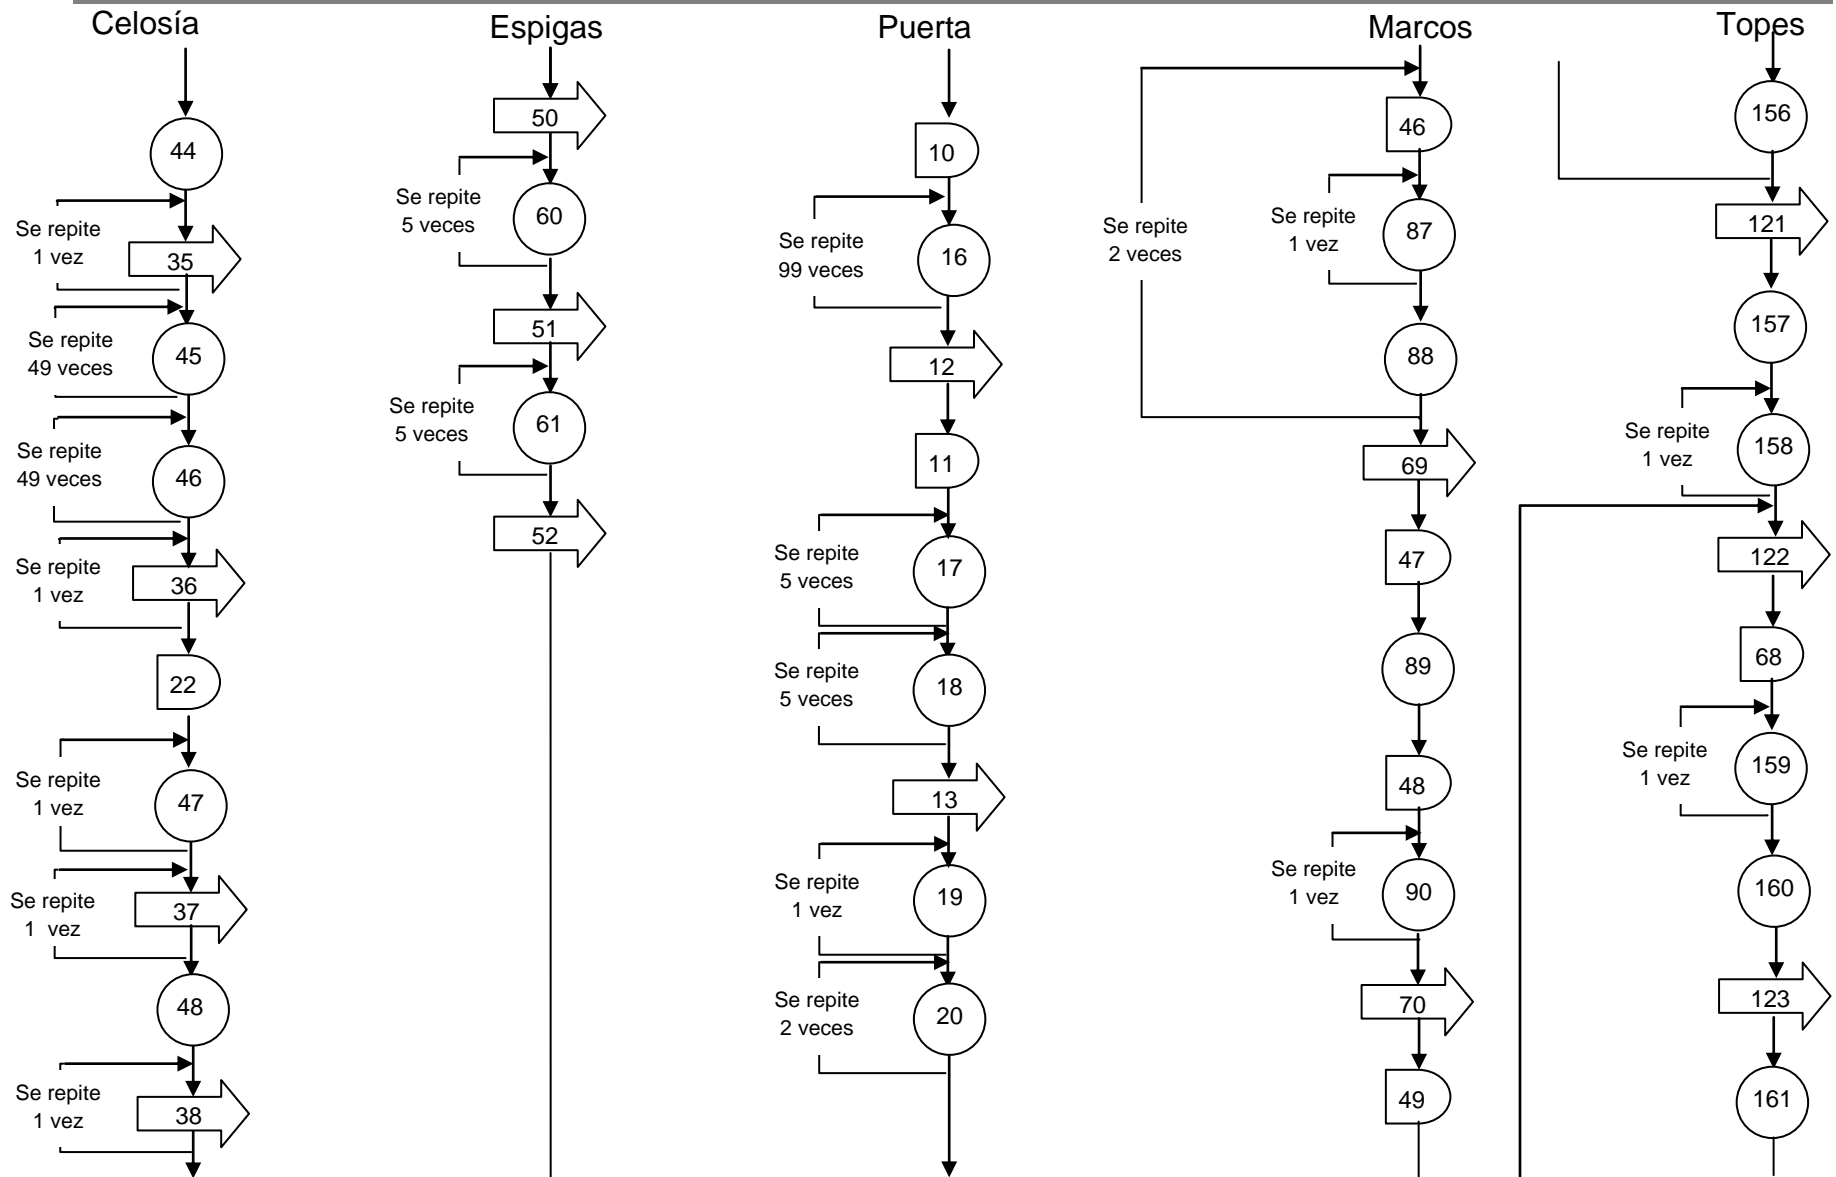 Celosía
44
Se repite
1 vez
35
Se repite
49 veces
45
Se repite
49 veces
46
Se repite
1 vez
36
22
Se repite
1 vez
47
Se repite
1 vez
37
48
Se repite
1 vez
38
Espigas
50
Se repite
5 veces
60
51
Se repite
5 veces
61
52
Puerta
10
Se repite
99 veces
16
12
11
Se repite
5 veces
17
Se repite
5 veces
18
13
Se repite
1 vez
19
Se repite
2 veces
20
Marcos
46
Se repite
2 veces
Se repite
1 vez
87
88
69
47
89
48
Se repite
1 vez
90
70
49
Topes
156
121
157
Se repite
1 vez
158
122
68
Se repite
1 vez
159
160
123
161